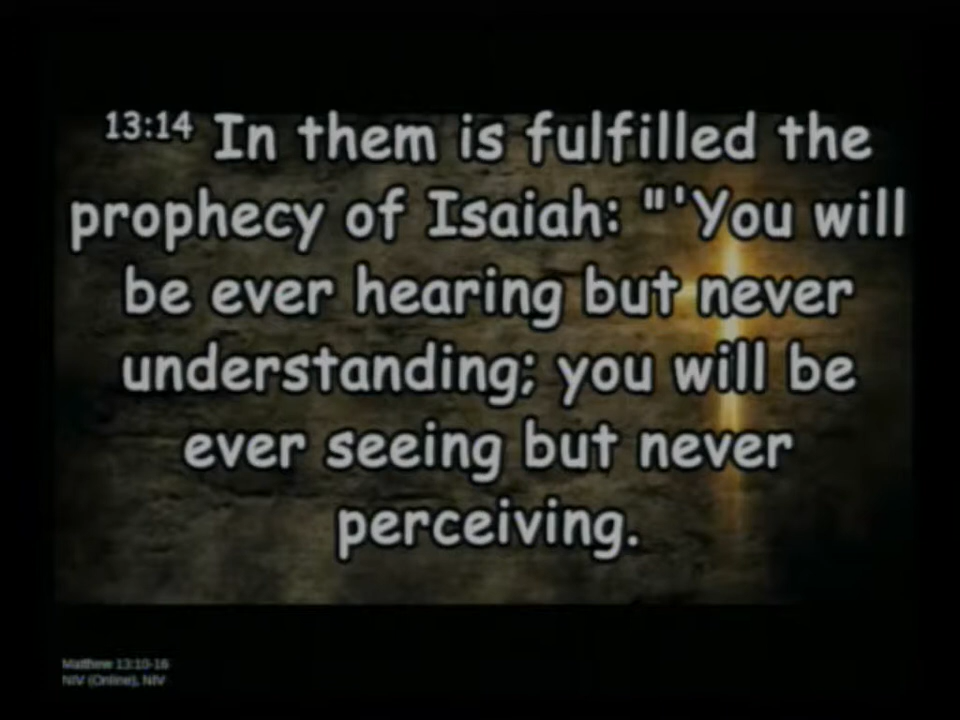 13:14 In them is fulfilled the
prophecy of Isaiah: "'You will
be ever hearing but never
understanding; you will be
ever seeing but never
perceiving.
Matthew 13:10-16
NIV (Online), NIV